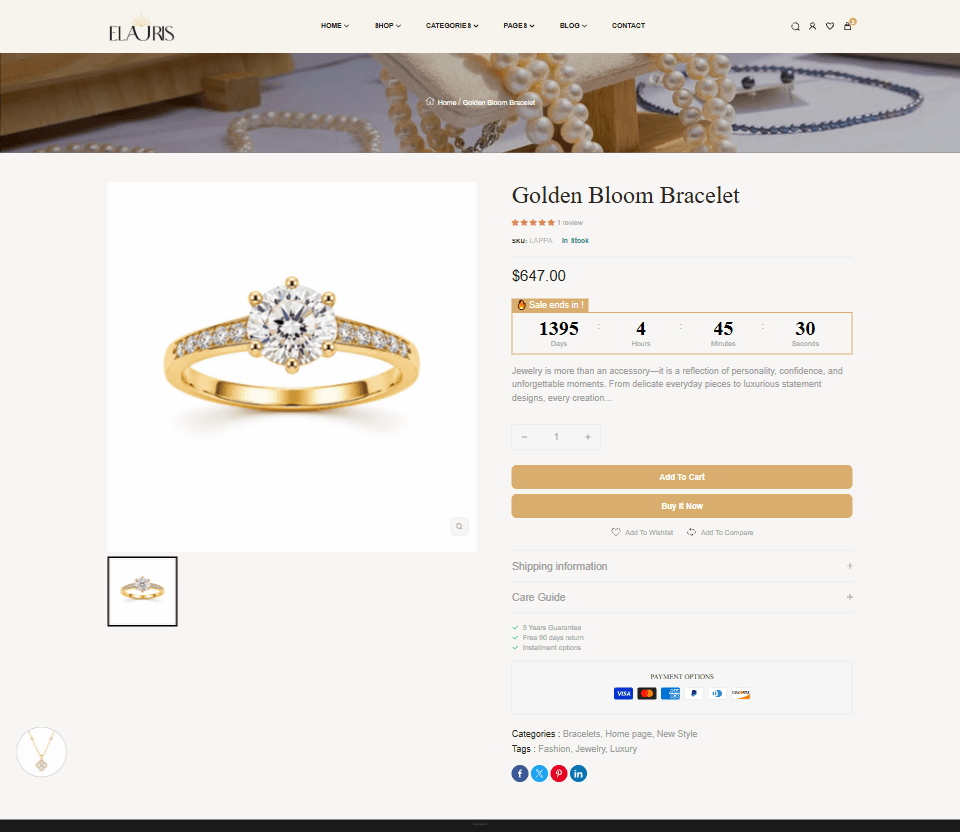 ELAURIS
HOME SHOP CATEGORIES PAGES BLOG CONTACT
Home / Golden Bloom Bracelet
Golden Bloom Bracelet
1 review
SKU: LAPPA In Stock
$647.00
Sale ends in !
1395 : 4 : 45 : 30
Days Hours Minutes Seconds
Jewelry is more than an accessory—it is a reflection of personality, confidence, and
unforgettable moments. From delicate everyday pieces to luxurious statement
designs, every creation...
− 1 +
Add To Cart
Buy It Now
Add To Wishlist Add To Compare
Shipping information +
Care Guide +
5 Years Guarantee
Free 90 days return
Installment options
PAYMENT OPTIONS
VISA
Categories : Bracelets, Home page, New Style
Tags : Fashion, Jewelry, Luxury